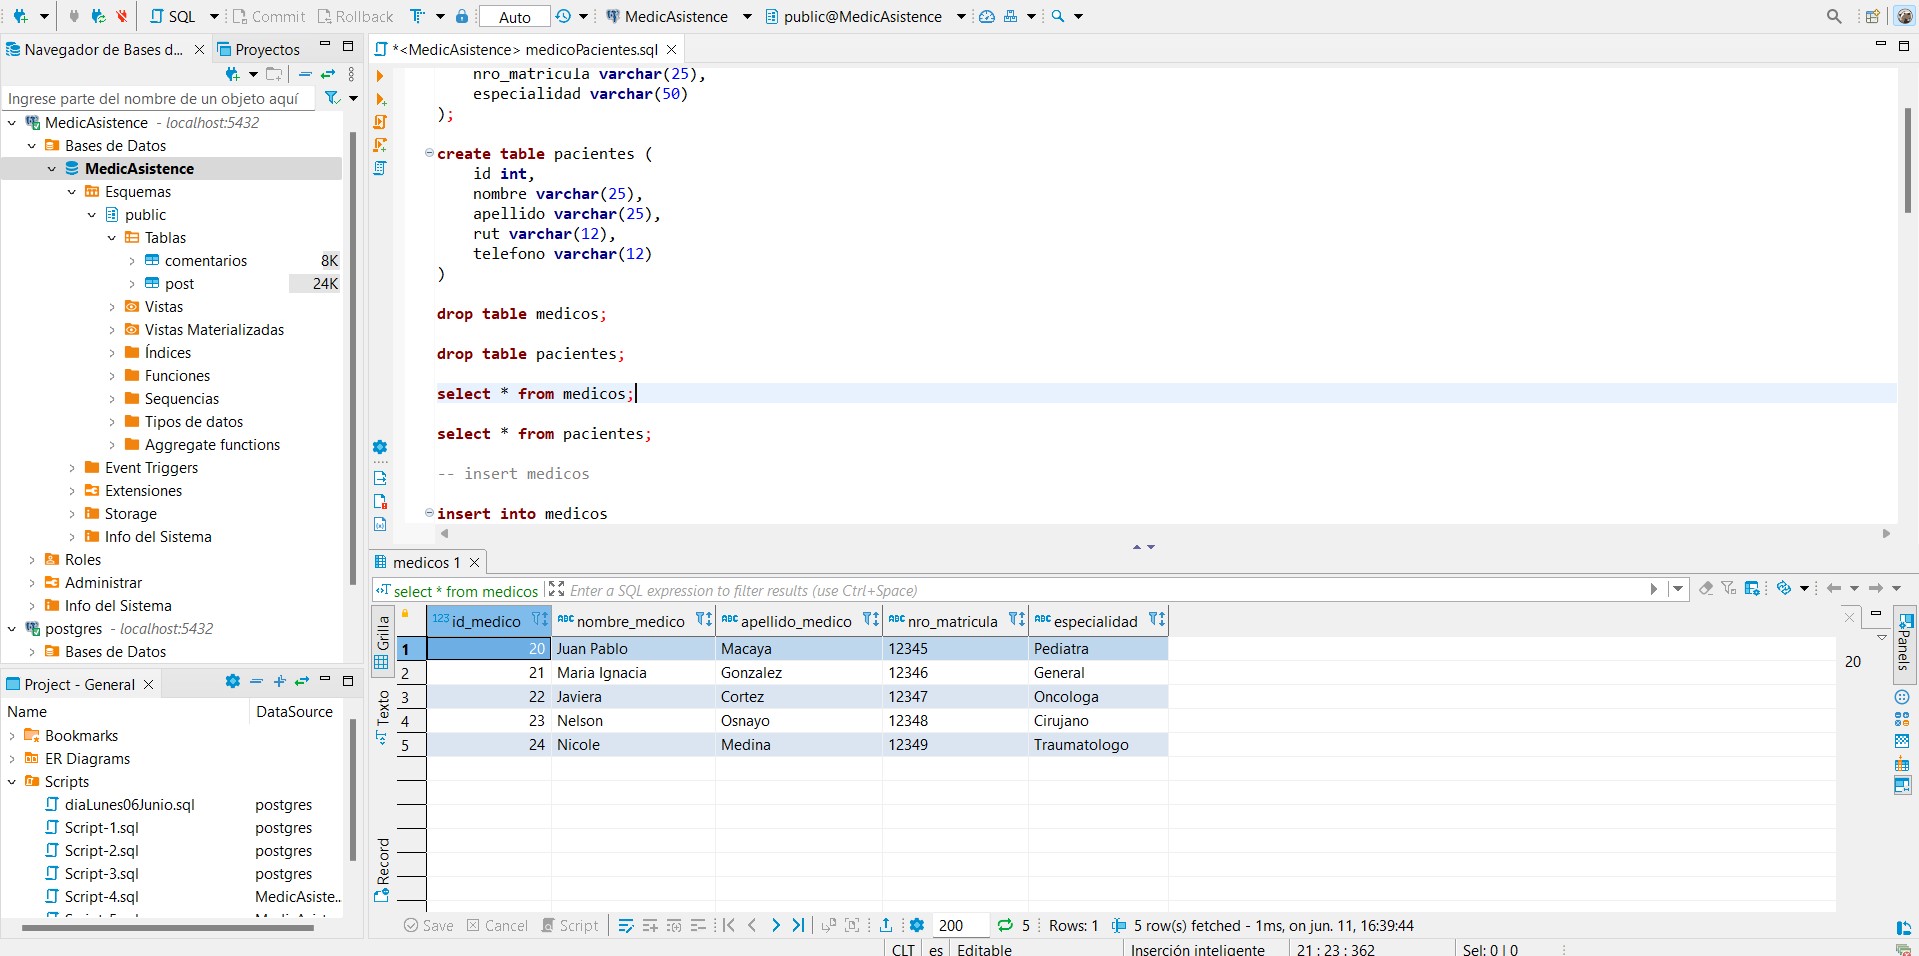 SQL Commit Rollback Auto MedicAsistence public@MedicAsistence
Navegador de Bases d... Proyectos
Ingrese parte del nombre de un objeto aquí
MedicAsistence - localhost:5432
Bases de Datos
MedicAsistence
Esquemas
public
Tablas
comentarios 8K
post 24K
Vistas
Vistas Materializadas
Índices
Funciones
Sequencias
Tipos de datos
Aggregate functions
Event Triggers
Extensiones
Storage
Info del Sistema
Roles
Administrar
Info del Sistema
postgres - localhost:5432
Bases de Datos
Project - General
Name DataSource
Bookmarks
ER Diagrams
Scripts
diaLunes06Junio.sql postgres
Script-1.sql postgres
Script-2.sql postgres
Script-3.sql postgres
Script-4.sql MedicAsiste..
*<MedicAsistence> medicoPacientes.sql
nro_matricula varchar(25),
especialidad varchar(50)
);
create table pacientes (
id int,
nombre varchar(25),
apellido varchar(25),
rut varchar(12),
telefono varchar(12)
)
drop table medicos;
drop table pacientes;
select * from medicos;
select * from pacientes;
-- insert medicos
insert into medicos
medicos 1
select * from medicos Enter a SQL expression to filter results (use Ctrl+Space)
Grilla
Texto
Record
123 id_medico ABC nombre_medico ABC apellido_medico ABC nro_matricula ABC especialidad
1 20 Juan Pablo Macaya 12345 Pediatra
2 21 Maria Ignacia Gonzalez 12346 General
3 22 Javiera Cortez 12347 Oncologa
4 23 Nelson Osnayo 12348 Cirujano
5 24 Nicole Medina 12349 Traumatologo
20
Panels
Save Cancel Script 200 5 Rows: 1 5 row(s) fetched - 1ms, on jun. 11, 16:39:44
CLT es Editable Inserción inteligente 21 : 23 : 362 Sel: 0 | 0